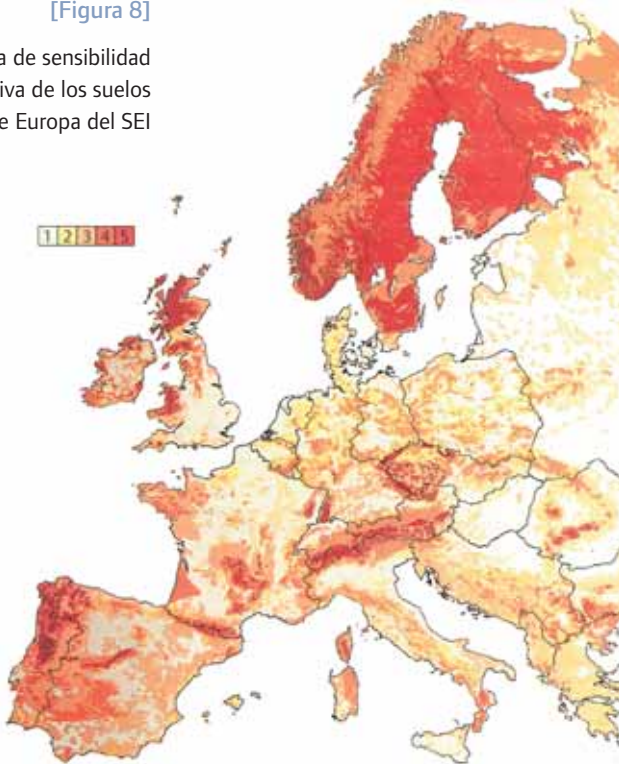 [Figura 8]
a de sensibilidad
iva de los suelos
e Europa del SEI
1 2 3 4 5